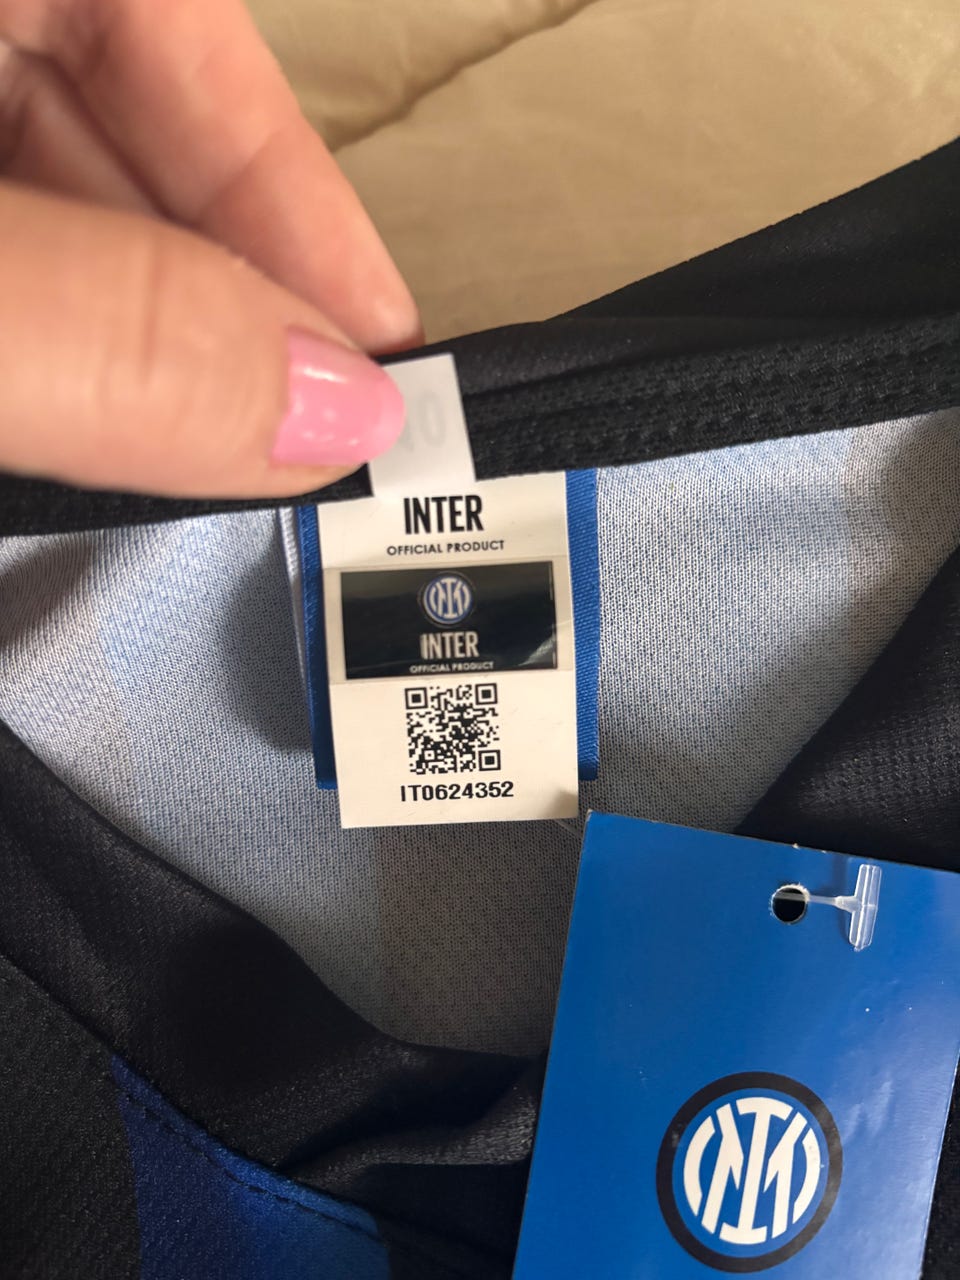 INTER
OFFICIAL PRODUCT
INTER
OFFICIAL PRODUCT
IT0624352